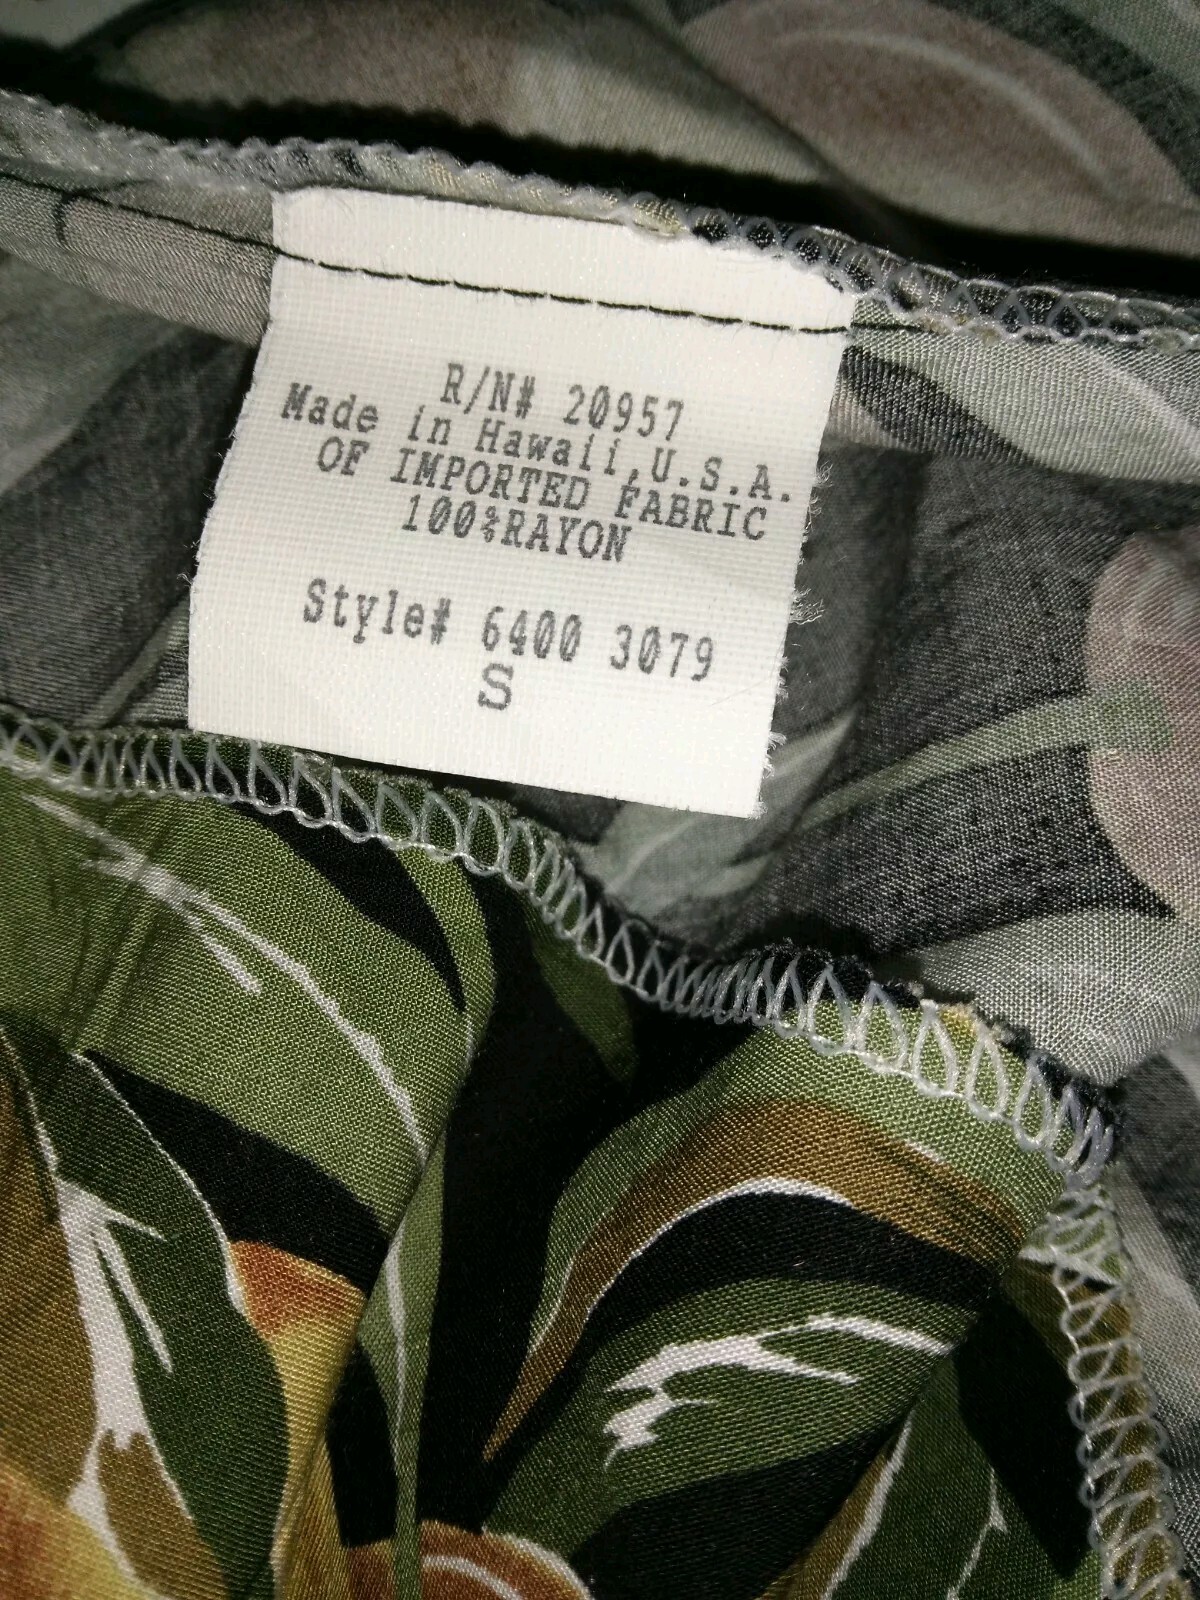 R/N# 20957
Made in Hawaii,U.S.A.
OF IMPORTED FABRIC
100%RAYON
Style# 6400 3079
S